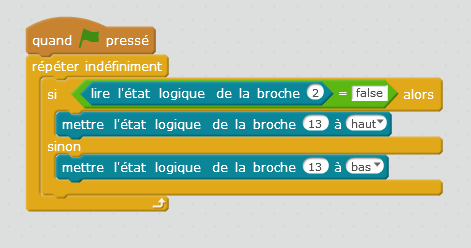 quand pressé
répéter indéfiniment
si lire l'état logique de la broche 2 = false alors
mettre l'état logique de la broche 13 à haut
sinon
mettre l'état logique de la broche 13 à bas